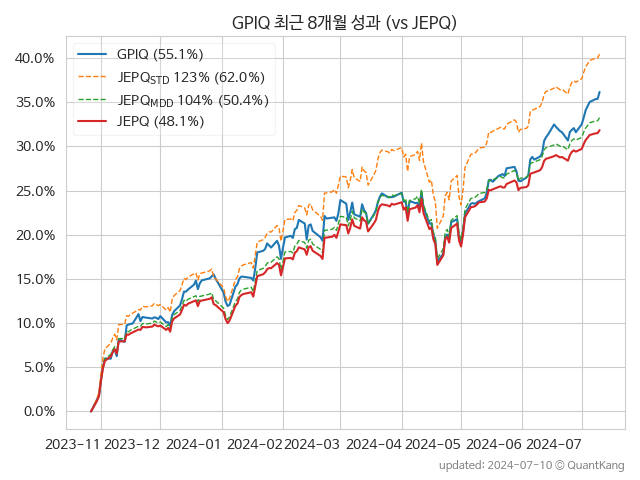 GPIQ 최근 8개월 성과 (vs JEPQ)
GPIQ (55.1%)
JEPQSTD 123% (62.0%)
JEPQMDD 104% (50.4%)
JEPQ (48.1%)
40.0%
35.0%
30.0%
25.0%
20.0%
15.0%
10.0%
5.0%
0.0%
2023-11 2023-12 2024-01 2024-02 2024-03 2024-04 2024-05 2024-06 2024-07
updated: 2024-07-10 © QuantKang